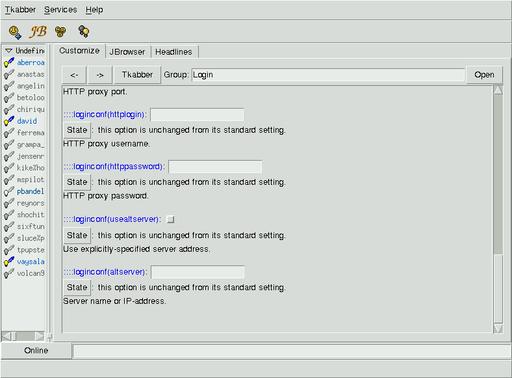 Tkabber Services Help
JB
Undefin
Customize JBrowser Headlines
<- -> Tkabber Group: Login Open
HTTP proxy port.
::::loginconf(httplogin):
State : this option is unchanged from its standard setting.
HTTP proxy username.
::::loginconf(httppassword):
State : this option is unchanged from its standard setting.
HTTP proxy password.
::::loginconf(usealtserver):
State : this option is unchanged from its standard setting.
Use explicitly-specified server address.
::::loginconf(altserver):
State : this option is unchanged from its standard setting.
Server name or IP-address.
aberroa
anastas
angelin
betoloo
chiriqu
david
ferrema
grampa_
jensenr
kike%ho
mspilot
pbandel
reynors
shochit
sixftun
sluce%p
tpupste
vaysala
volcan9
Online